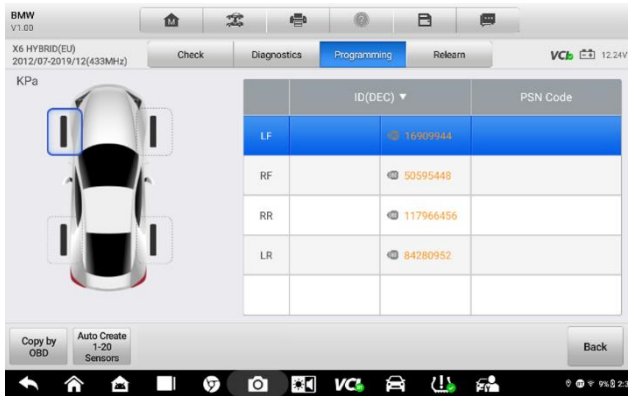 BMW
V1.00
X6 HYBRID(EU)
2012/07-2019/12(433MHz)
Check
Diagnostics
Programming
Relearn
VCI
12.24V
KPa
ID(DEC) ▼
PSN Code
LF
16909944
RF
50595448
RR
117966456
LR
84280952
Copy by
OBD
Auto Create
1-20
Sensors
Back
VCI
9%